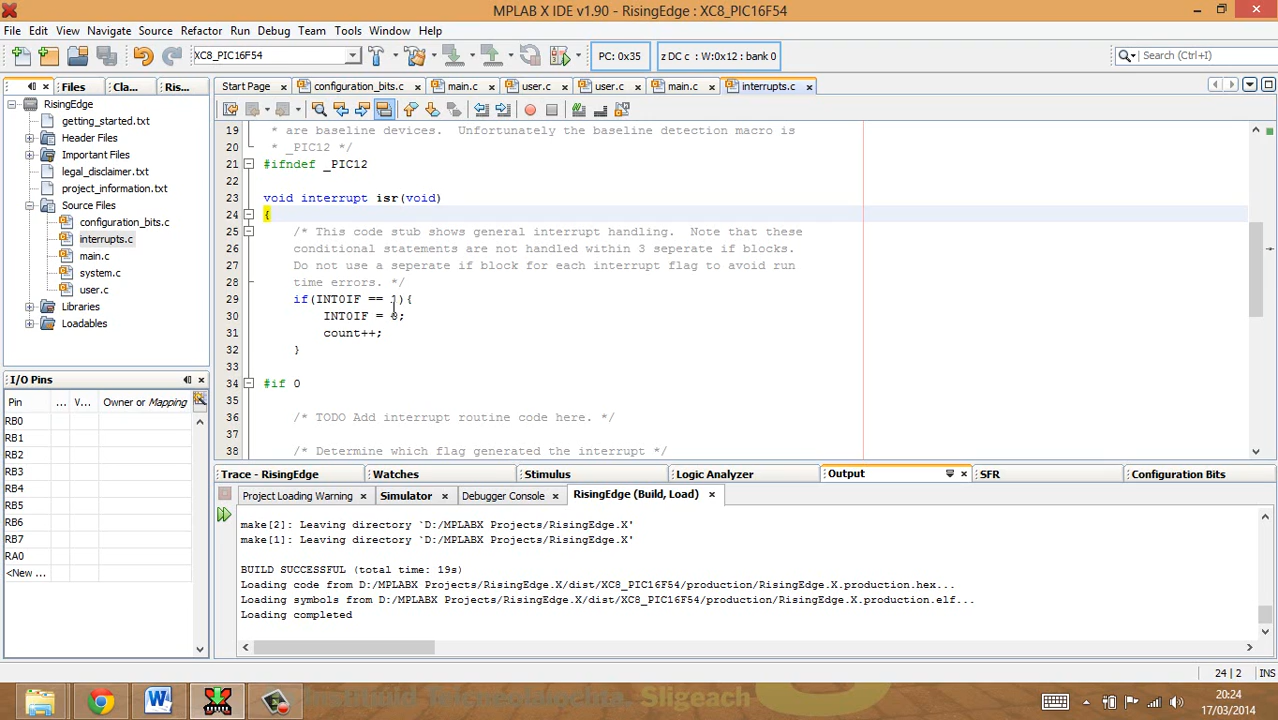 MPLAB X IDE v1.90 - RisingEdge : XC8_PIC16F54
File Edit View Navigate Source Refactor Run Debug Team Tools Window Help
XC8_PIC16F54
PC: 0x35
z DC c : W:0x12 : bank 0
Search (Ctrl+I)
Files
Cla...
Ris...
Start Page
configuration_bits.c
main.c
user.c
user.c
main.c
interrupts.c
RisingEdge
getting_started.txt
Header Files
Important Files
legal_disclaimer.txt
project_information.txt
Source Files
configuration_bits.c
interrupts.c
main.c
system.c
user.c
Libraries
Loadables
19 * are baseline devices. Unfortunately the baseline detection macro is
20 * _PIC12 */
21 #ifndef _PIC12
22
23 void interrupt isr(void)
24 {
25 /* This code stub shows general interrupt handling. Note that these
26 conditional statements are not handled within 3 seperate if blocks.
27 Do not use a seperate if block for each interrupt flag to avoid run
28 time errors. */
29 if(INT0IF == 1){
30 INT0IF = 0;
31 count++;
32 }
33
34 #if 0
35
36 /* TODO Add interrupt routine code here. */
37
38 /* Determine which flag generated the interrupt */
I/O Pins
Pin ... V... Owner or Mapping
RB0
RB1
RB2
RB3
RB4
RB5
RB6
RB7
RA0
<New ...
Trace - RisingEdge
Watches
Stimulus
Logic Analyzer
Output
SFR
Configuration Bits
Project Loading Warning
Simulator
Debugger Console
RisingEdge (Build, Load)
make[2]: Leaving directory `D:/MPLABX Projects/RisingEdge.X'
make[1]: Leaving directory `D:/MPLABX Projects/RisingEdge.X'
BUILD SUCCESSFUL (total time: 19s)
Loading code from D:/MPLABX Projects/RisingEdge.X/dist/XC8_PIC16F54/production/RisingEdge.X.production.hex...
Loading symbols from D:/MPLABX Projects/RisingEdge.X/dist/XC8_PIC16F54/production/RisingEdge.X.production.elf...
Loading completed
24 | 2
INS
Sligeach
20:24
17/03/2014